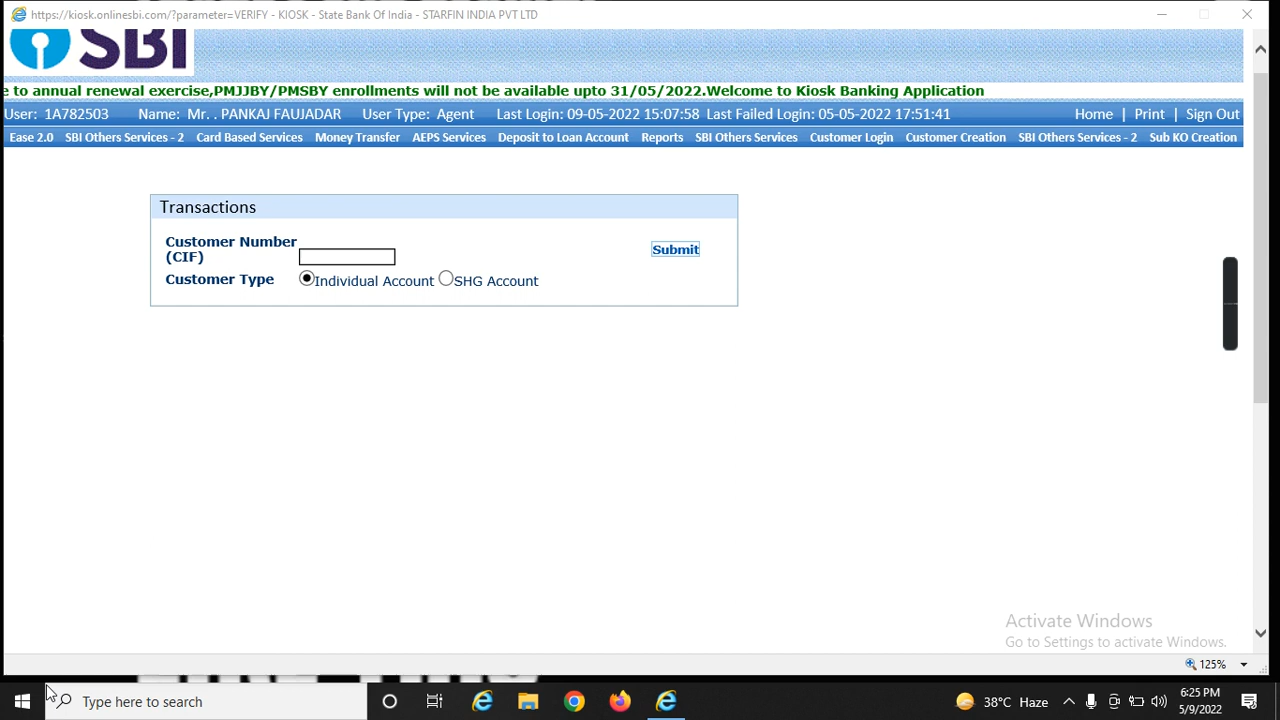 https://kiosk.onlinesbi.com/?parameter=VERIFY - KIOSK - State Bank Of India - STARFIN INDIA PVT LTD
SBI
e to annual renewal exercise,PMJJBY/PMSBY enrollments will not be available upto 31/05/2022.Welcome to Kiosk Banking Application
User: 1A782503 Name: Mr. . PANKAJ FAUJADAR User Type: Agent Last Login: 09-05-2022 15:07:58 Last Failed Login: 05-05-2022 17:51:41 Home | Print | Sign Out
Ease 2.0 SBI Others Services - 2 Card Based Services Money Transfer AEPS Services Deposit to Loan Account Reports SBI Others Services Customer Login Customer Creation SBI Others Services - 2 Sub KO Creation
Transactions
Customer Number
(CIF)
Submit
Customer Type Individual Account SHG Account
Activate Windows
Go to Settings to activate Windows.
125%
Type here to search
38°C Haze
6:25 PM
5/9/2022